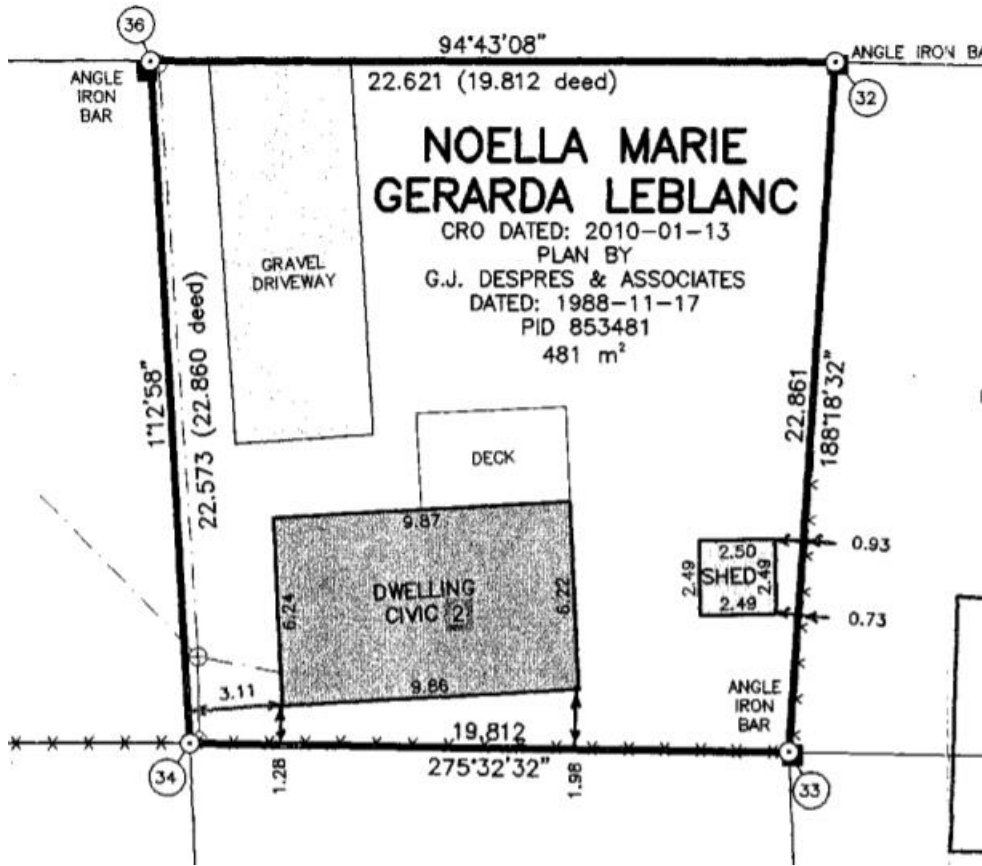 36
94°43'08"
ANGLE IRON BA
ANGLE
IRON
BAR
22.621 (19.812 deed)
32
NOELLA MARIE
GERARDA LEBLANC
CRO DATED: 2010-01-13
PLAN BY
G.J. DESPRES & ASSOCIATES
DATED: 1988-11-17
PID 853481
481 m²
GRAVEL
DRIVEWAY
1°12'58"
22.573 (22.860 deed)
22.861
188°18'32"
DECK
9.87
DWELLING
CIVIC 2
6.24
6.22
9.86
2.50
SHED
2.49
2.49
2.49
0.93
0.73
3.11
ANGLE
IRON
BAR
19.812
275°32'32"
34
1.28
1.98
33